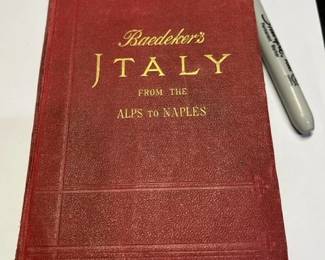 Baedeker's
ITALY
FROM THE
ALPS TO NAPLES